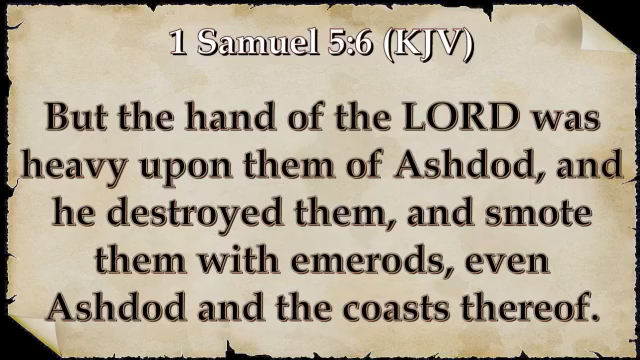 1 Samuel 5:6 (KJV)
But the hand of the LORD was
heavy upon them of Ashdod, and
he destroyed them, and smote
them with emerods, even
Ashdod and the coasts thereof.